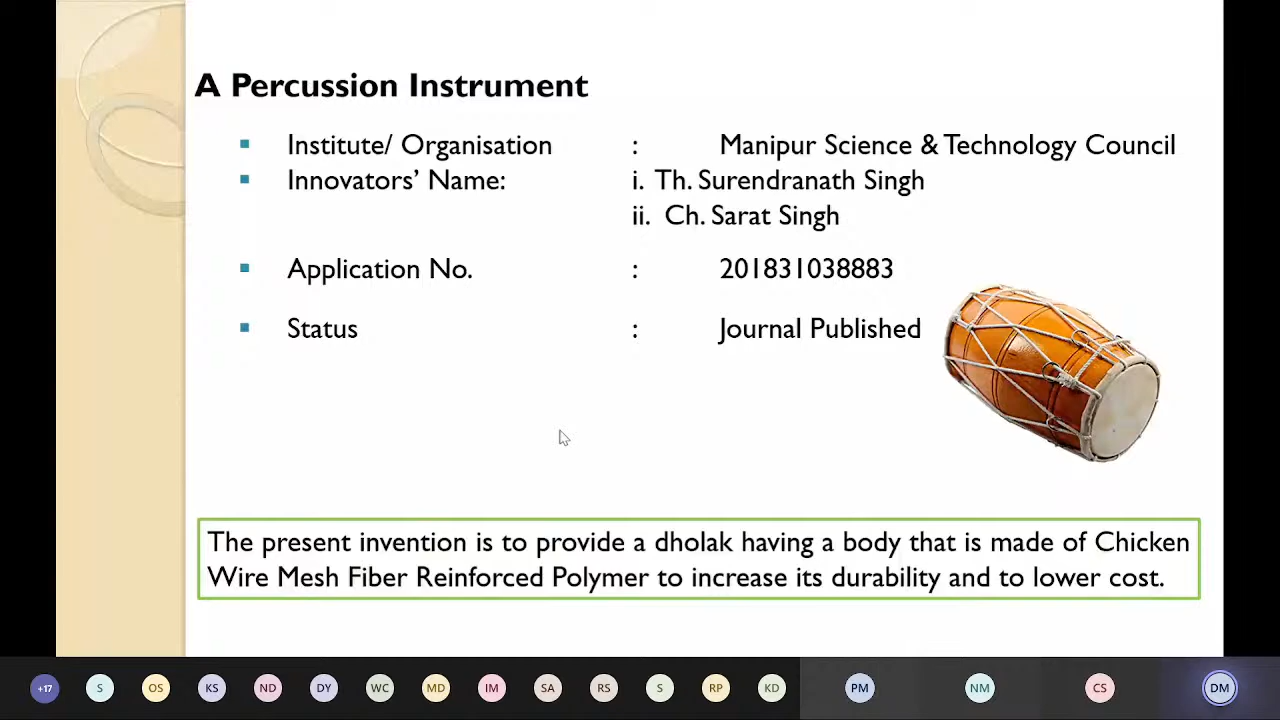 A Percussion Instrument
Institute/ Organisation : Manipur Science & Technology Council
Innovators' Name: i. Th. Surendranath Singh
ii. Ch. Sarat Singh
Application No. : 201831038883
Status : Journal Published
The present invention is to provide a dholak having a body that is made of Chicken
Wire Mesh Fiber Reinforced Polymer to increase its durability and to lower cost.
+17 S OS KS ND DY WC MD IM SA RS S RP KD PM NM CS DM